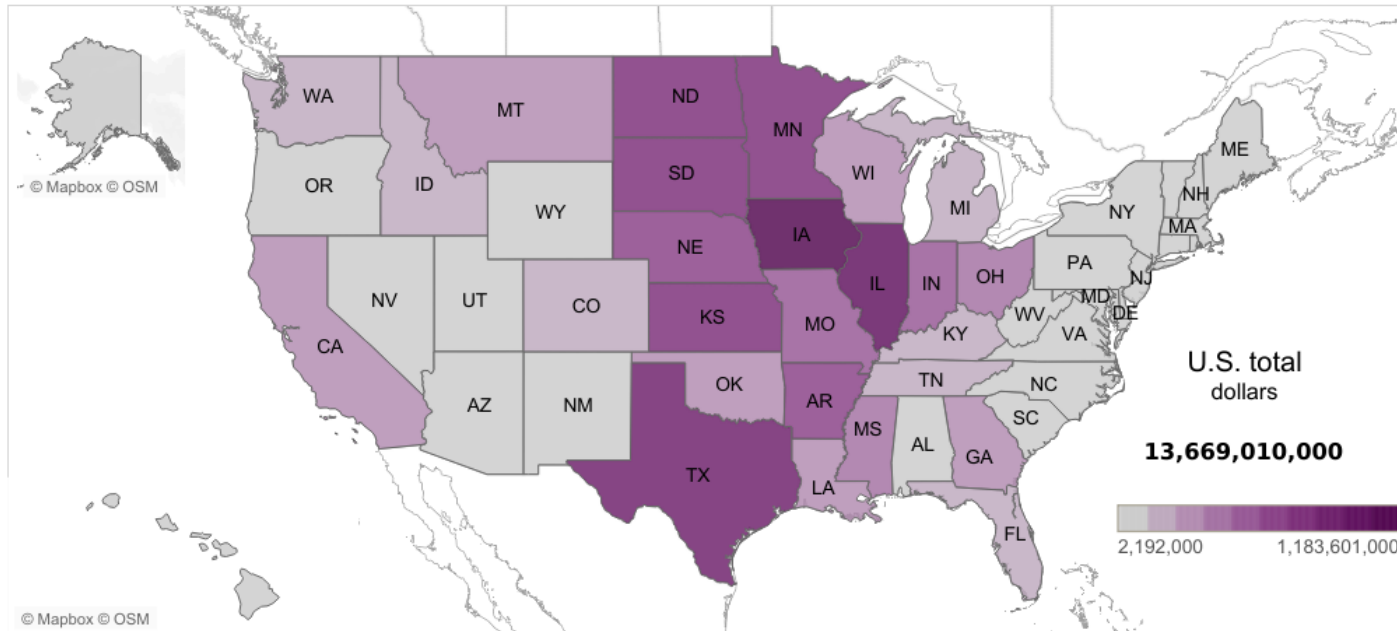 WA
MT
ND
MN
ME
© Mapbox © OSM
OR
ID
WY
SD
WI
MI
NY
NH
MA
IA
NE
PA
NJ
NV
UT
CO
KS
MO
IL
IN
OH
WV
MD
DE
VA
KY
CA
AZ
NM
OK
AR
TN
NC
SC
MS
AL
GA
TX
LA
FL
U.S. total
dollars
13,669,010,000
2,192,000
1,183,601,000
© Mapbox © OSM